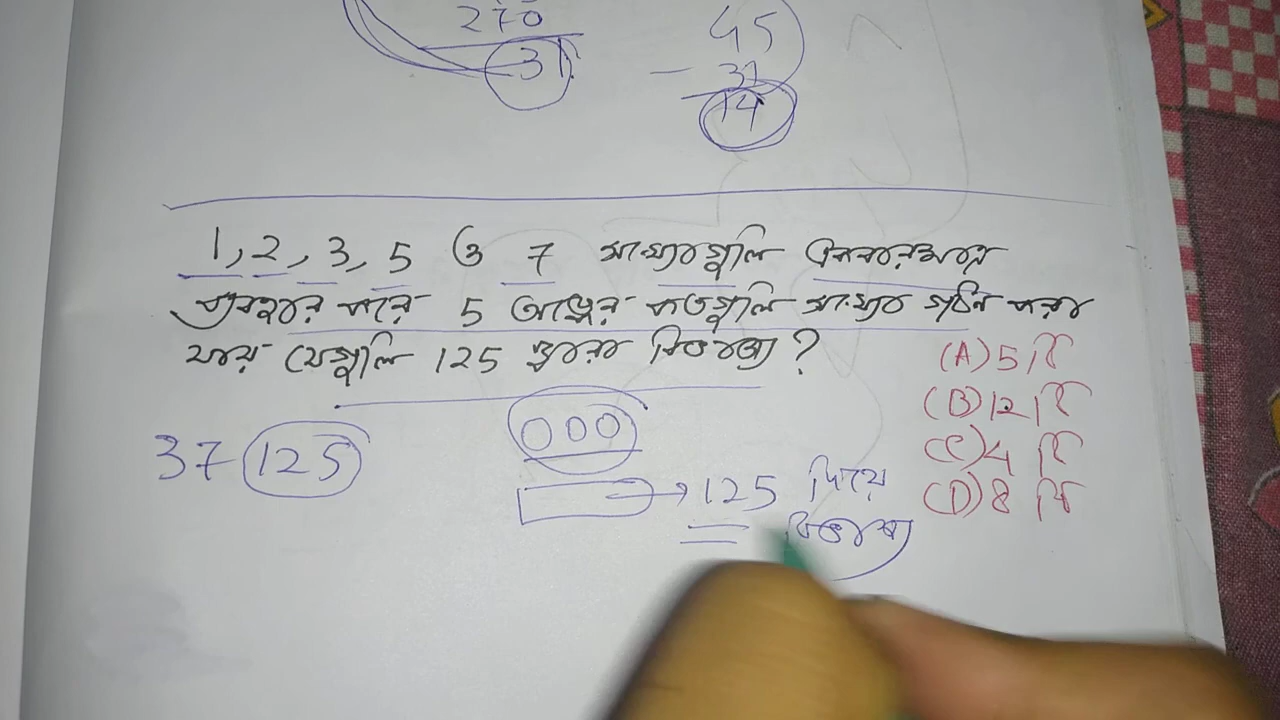 270
31
45
- 31
14
1, 2, 3, 5 ও 7 সংখ্যাগুলি একবারমাত্র
ব্যবহার করে 5 অঙ্কের কতগুলি সংখ্যা গঠন করা
যায় যেগুলি 125 দ্বারা বিভাজ্য?
(A) 5 টি
(B) 12 টি
(C) 4 টি
(D) 8 টি
37 125
000
125 দিয়ে
বিভাজ্য